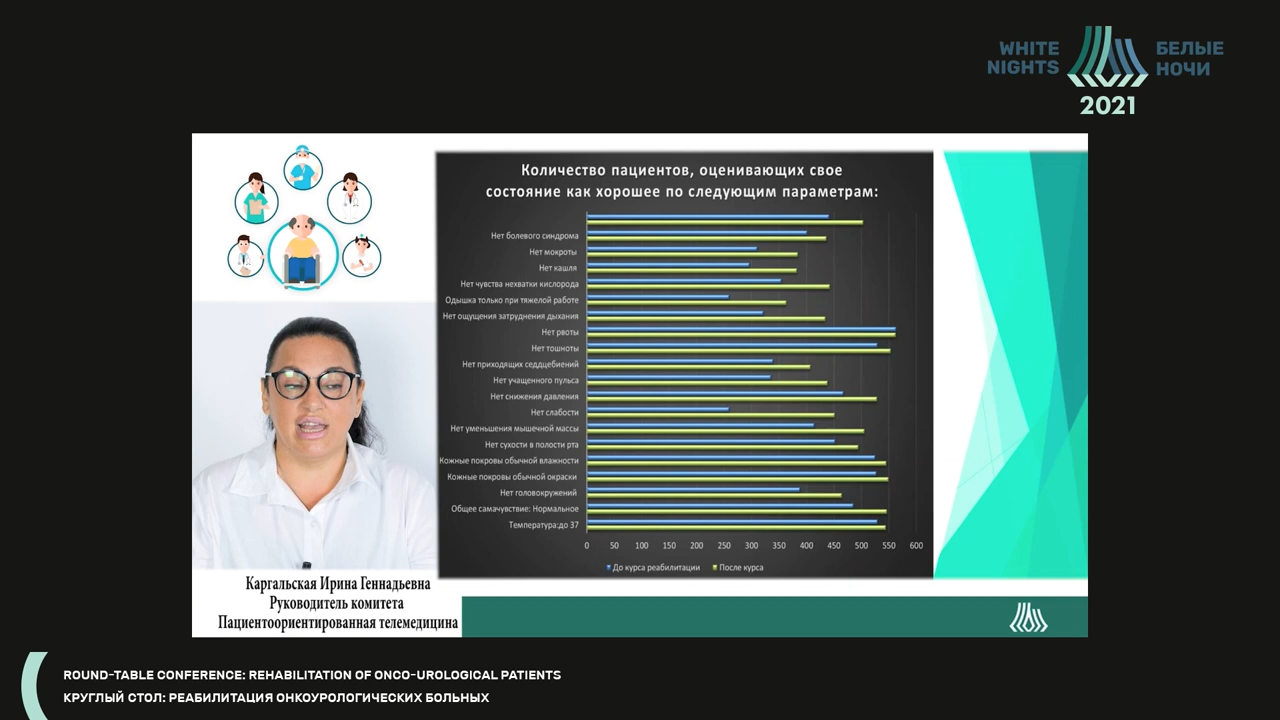 WHITE
NIGHTS
БЕЛЫЕ
НОЧИ
2021
Количество пациентов, оценивающих свое
состояние как хорошее по следующим параметрам:
Нет болевого синдрома
Нет мокроты
Нет кашля
Нет чувства нехватки кислорода
Одышка только при тяжелой работе
Нет ощущения затруднения дыхания
Нет рвоты
Нет тошноты
Нет приходящих седдцебиений
Нет учащенного пульса
Нет снижения давления
Нет слабости
Нет уменьшения мышечной массы
Нет сухости в полости рта
Кожные покровы обычной влажности
Кожные покровы обычной окраски
Нет головокружений
Общее самачувствие: Нормальное
Температура:до 37
0 50 100 150 200 250 300 350 400 450 500 550 600
До курса реабилитации После курса
Каргальская Ирина Геннадьевна
Руководитель комитета
Пациентоориентированная телемедицина
ROUND-TABLE CONFERENCE: REHABILITATION OF ONCO-UROLOGICAL PATIENTS
КРУГЛЫЙ СТОЛ: РЕАБИЛИТАЦИЯ ОНКОУРОЛОГИЧЕСКИХ БОЛЬНЫХ